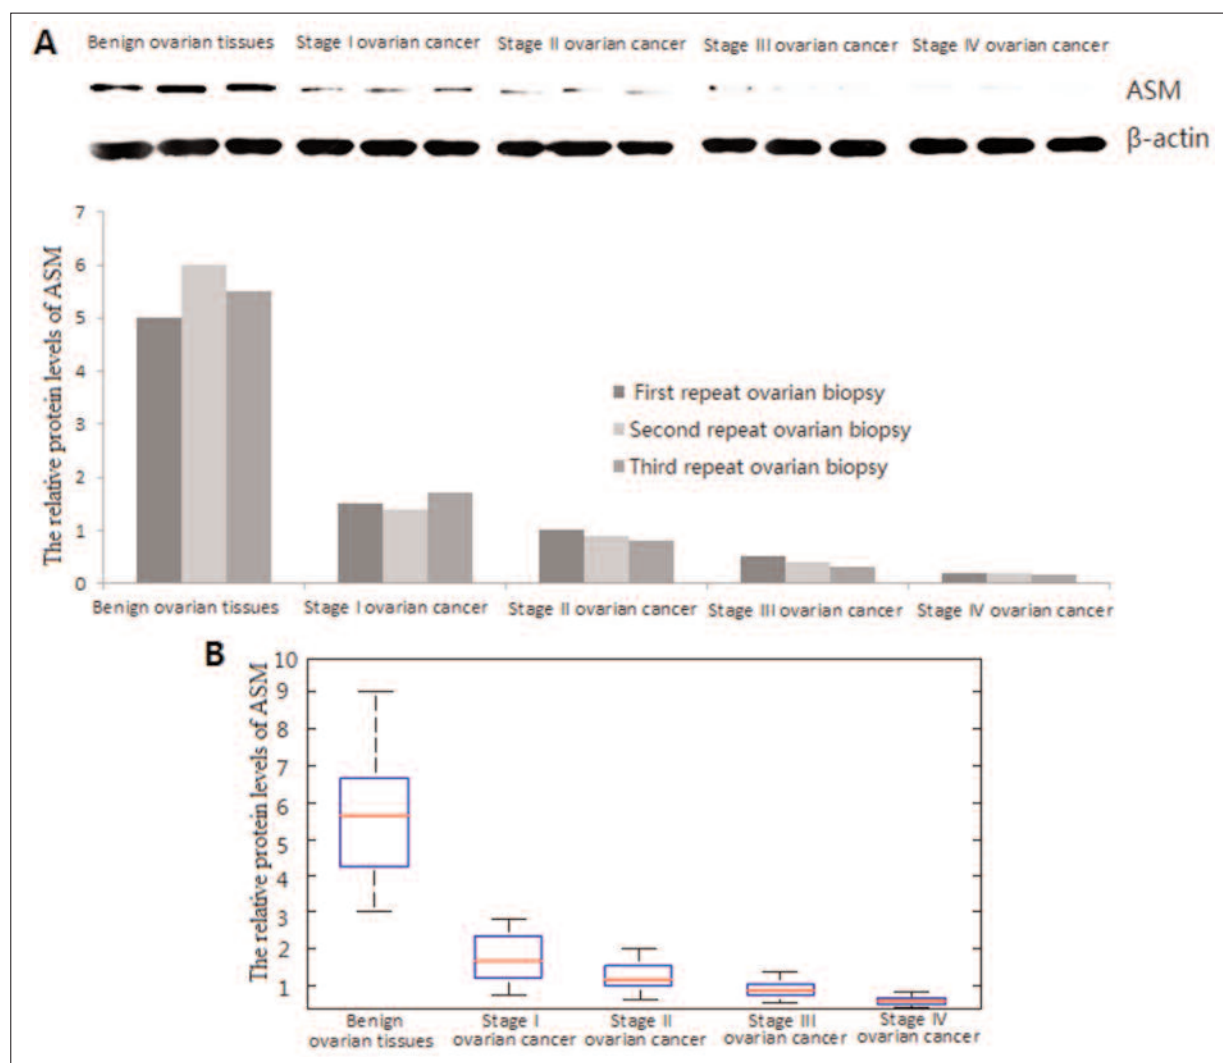 A
Benign ovarian tissues Stage I ovarian cancer Stage II ovarian cancer Stage III ovarian cancer Stage IV ovarian cancer
ASM
β-actin
The relative protein levels of ASM
7
6
5
4
3
2
1
0
First repeat ovarian biopsy
Second repeat ovarian biopsy
Third repeat ovarian biopsy
Benign ovarian tissues Stage I ovarian cancer Stage II ovarian cancer Stage III ovarian cancer Stage IV ovarian cancer
B
The relative protein levels of ASM
10
9
8
7
6
5
4
3
2
1
Benign Stage I Stage II Stage III Stage IV
ovarian tissues ovarian cancer ovarian cancer ovarian cancer ovarian cancer